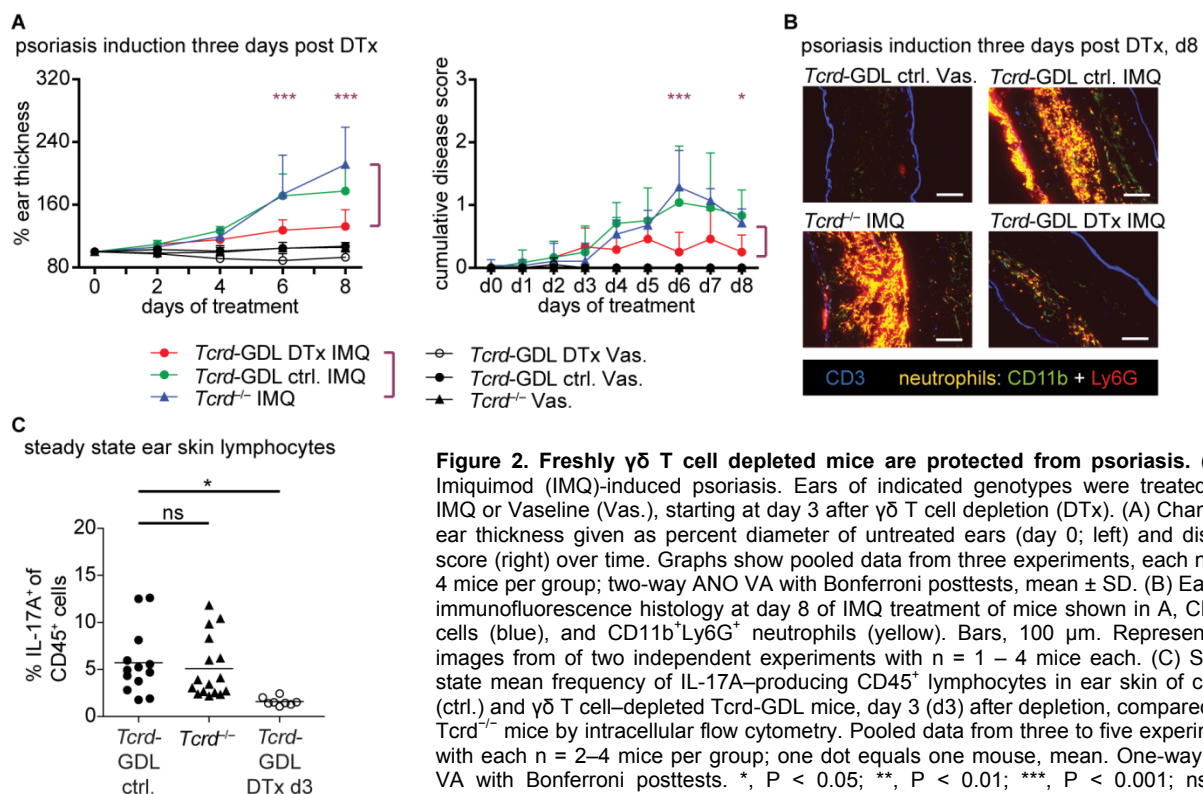 A
psoriasis induction three days post DTx
% ear thickness
320
240
160
80
0
2
4
6
8
days of treatment
***
***
cumulative disease score
3
2
1
0
d0
d1
d2
d3
d4
d5
d6
d7
d8
days of treatment
***
*
Tcrd-GDL DTx IMQ
Tcrd-GDL ctrl. IMQ
Tcrd–/– IMQ
Tcrd-GDL DTx Vas.
Tcrd-GDL ctrl. Vas.
Tcrd–/– Vas.
B
psoriasis induction three days post DTx, d8
Tcrd-GDL ctrl. Vas.
Tcrd-GDL ctrl. IMQ
Tcrd–/– IMQ
Tcrd-GDL DTx IMQ
CD3 neutrophils: CD11b + Ly6G
C
steady state ear skin lymphocytes
*
ns
% IL-17A+ of
CD45+ cells
20
15
10
5
0
Tcrd-
GDL
ctrl.
Tcrd–/–
Tcrd-
GDL
DTx d3
Figure 2. Freshly γδ T cell depleted mice are protected from psoriasis. (
Imiquimod (IMQ)-induced psoriasis. Ears of indicated genotypes were treated
IMQ or Vaseline (Vas.), starting at day 3 after γδ T cell depletion (DTx). (A) Chan
ear thickness given as percent diameter of untreated ears (day 0; left) and dis
score (right) over time. Graphs show pooled data from three experiments, each n
4 mice per group; two-way ANO VA with Bonferroni posttests, mean ± SD. (B) Ea
immunofluorescence histology at day 8 of IMQ treatment of mice shown in A, C
cells (blue), and CD11b+Ly6G+ neutrophils (yellow). Bars, 100 µm. Represen
images from of two independent experiments with n = 1 – 4 mice each. (C) S
state mean frequency of IL-17A–producing CD45+ lymphocytes in ear skin of c
(ctrl.) and γδ T cell–depleted Tcrd-GDL mice, day 3 (d3) after depletion, compared
Tcrd–/– mice by intracellular flow cytometry. Pooled data from three to five experim
with each n = 2–4 mice per group; one dot equals one mouse, mean. One-way
VA with Bonferroni posttests. *, P < 0.05; **, P < 0.01; ***, P < 0.001; ns